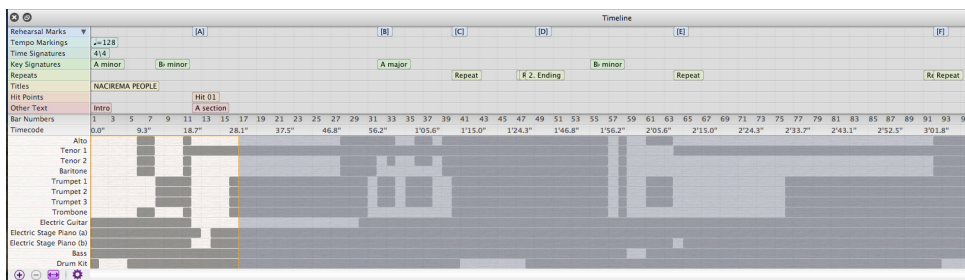 Timeline
Rehearsal Marks ▼ [A] [B] [C] [D] [E] [F]
Tempo Markings ♩=128
Time Signatures 4\4
Key Signatures A minor B♭ minor A major B♭ minor
Repeats Repeat 2. Ending Repeat Repeat
Titles NACIREMA PEOPLE
Hit Points Hit 01
Other Text Intro A section
Bar Numbers 1 3 5 7 9 11 13 15 17 19 21 23 25 27 29 31 33 35 37 39 41 43 45 47 49 51 53 55 57 59 61 63 65 67 69 71 73 75 77 79 81 83 85 87 89 91 93 9
Timecode 0.0" 9.3" 18.7" 28.1" 37.5" 46.8" 56.2" 1'05.6" 1'15.0" 1'24.3" 1'46.8" 1'56.2" 2'05.6" 2'15.0" 2'24.3" 2'33.7" 2'43.1" 2'52.5" 3'01.8"
Alto
Tenor 1
Tenor 2
Baritone
Trumpet 1
Trumpet 2
Trumpet 3
Trombone
Electric Guitar
Electric Stage Piano (a)
Electric Stage Piano (b)
Bass
Drum Kit